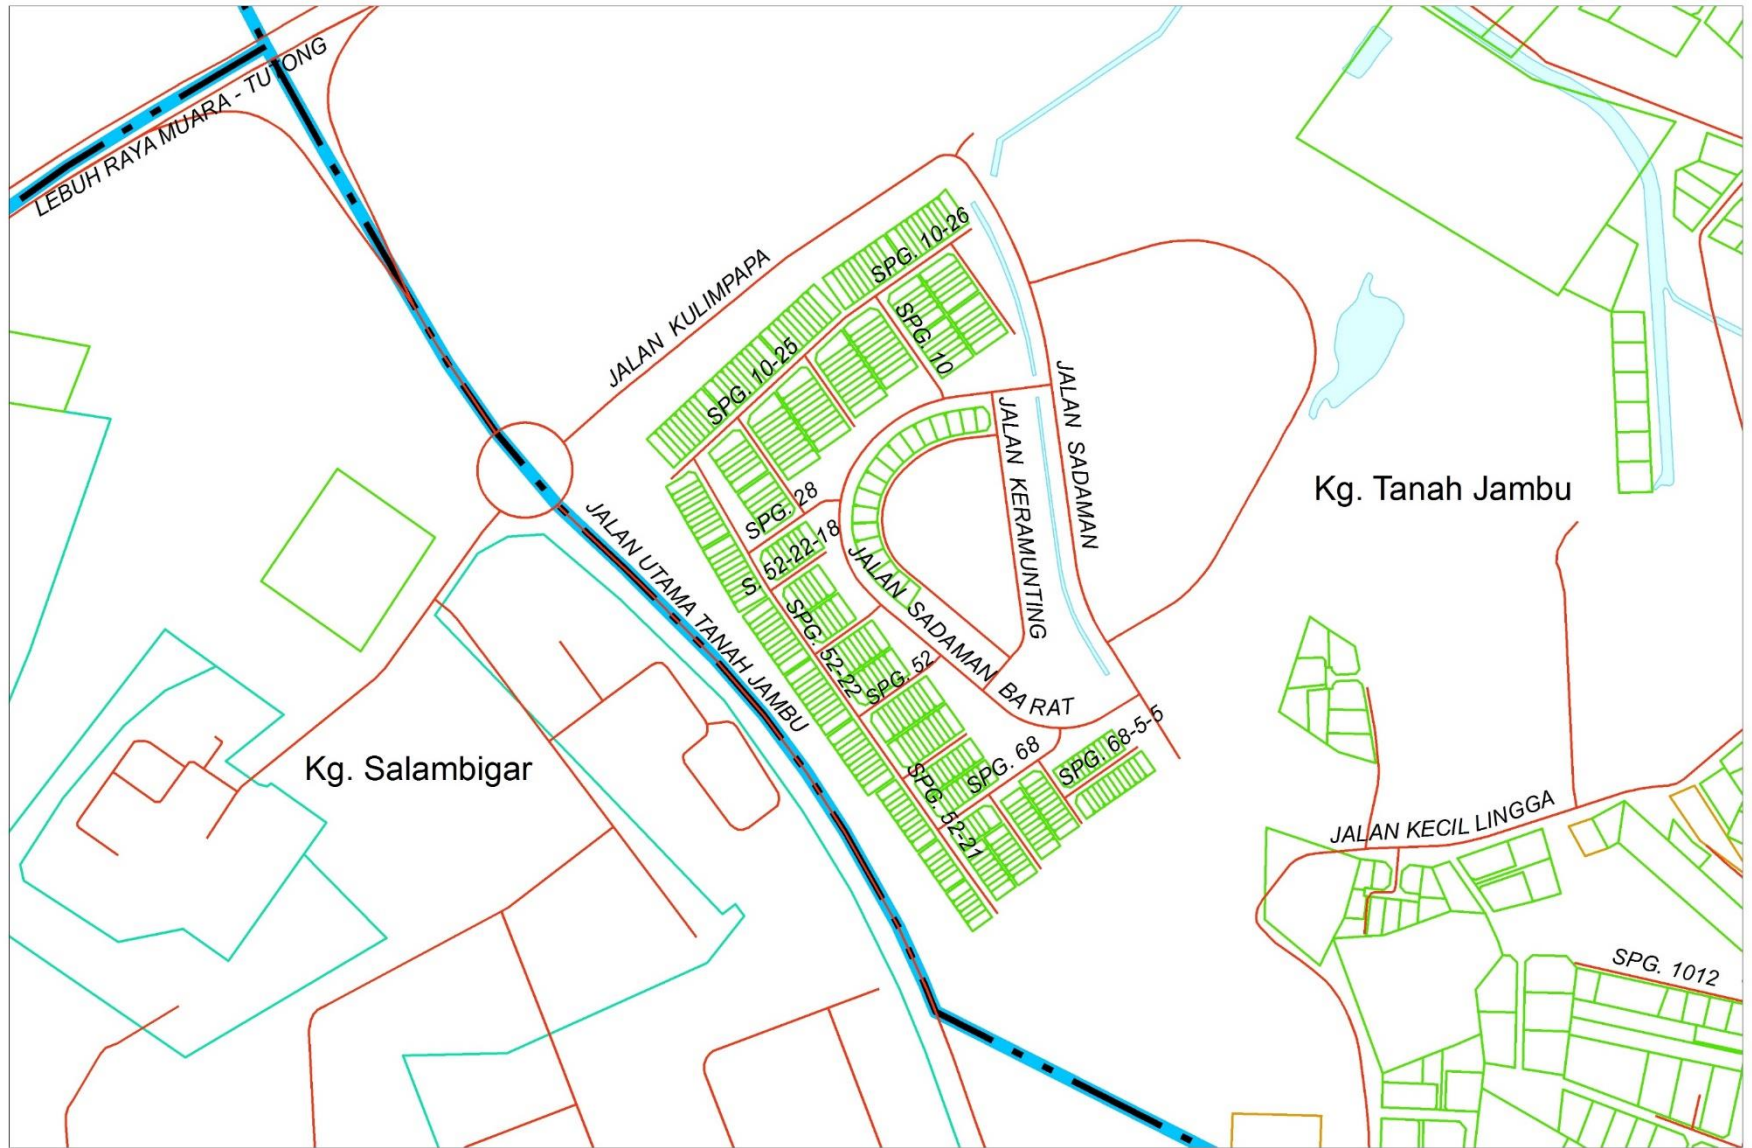 LEBUH RAYA MUARA - TUTONG
JALAN KULIMPAPA
SPG. 10-26
SPG. 10
SPG. 10-25
JALAN SADAMAN
JALAN KERAMUNTING
Kg. Tanah Jambu
SPG. 28
S. 52-22-18
JALAN UTAMA TANAH JAMBU
JALAN SADAMAN BARAT
SPG. 52-22
SPG. 52
SPG. 68-5-5
SPG. 68
SPG. 52-21
Kg. Salambigar
JALAN KECIL LINGGA
SPG. 1012